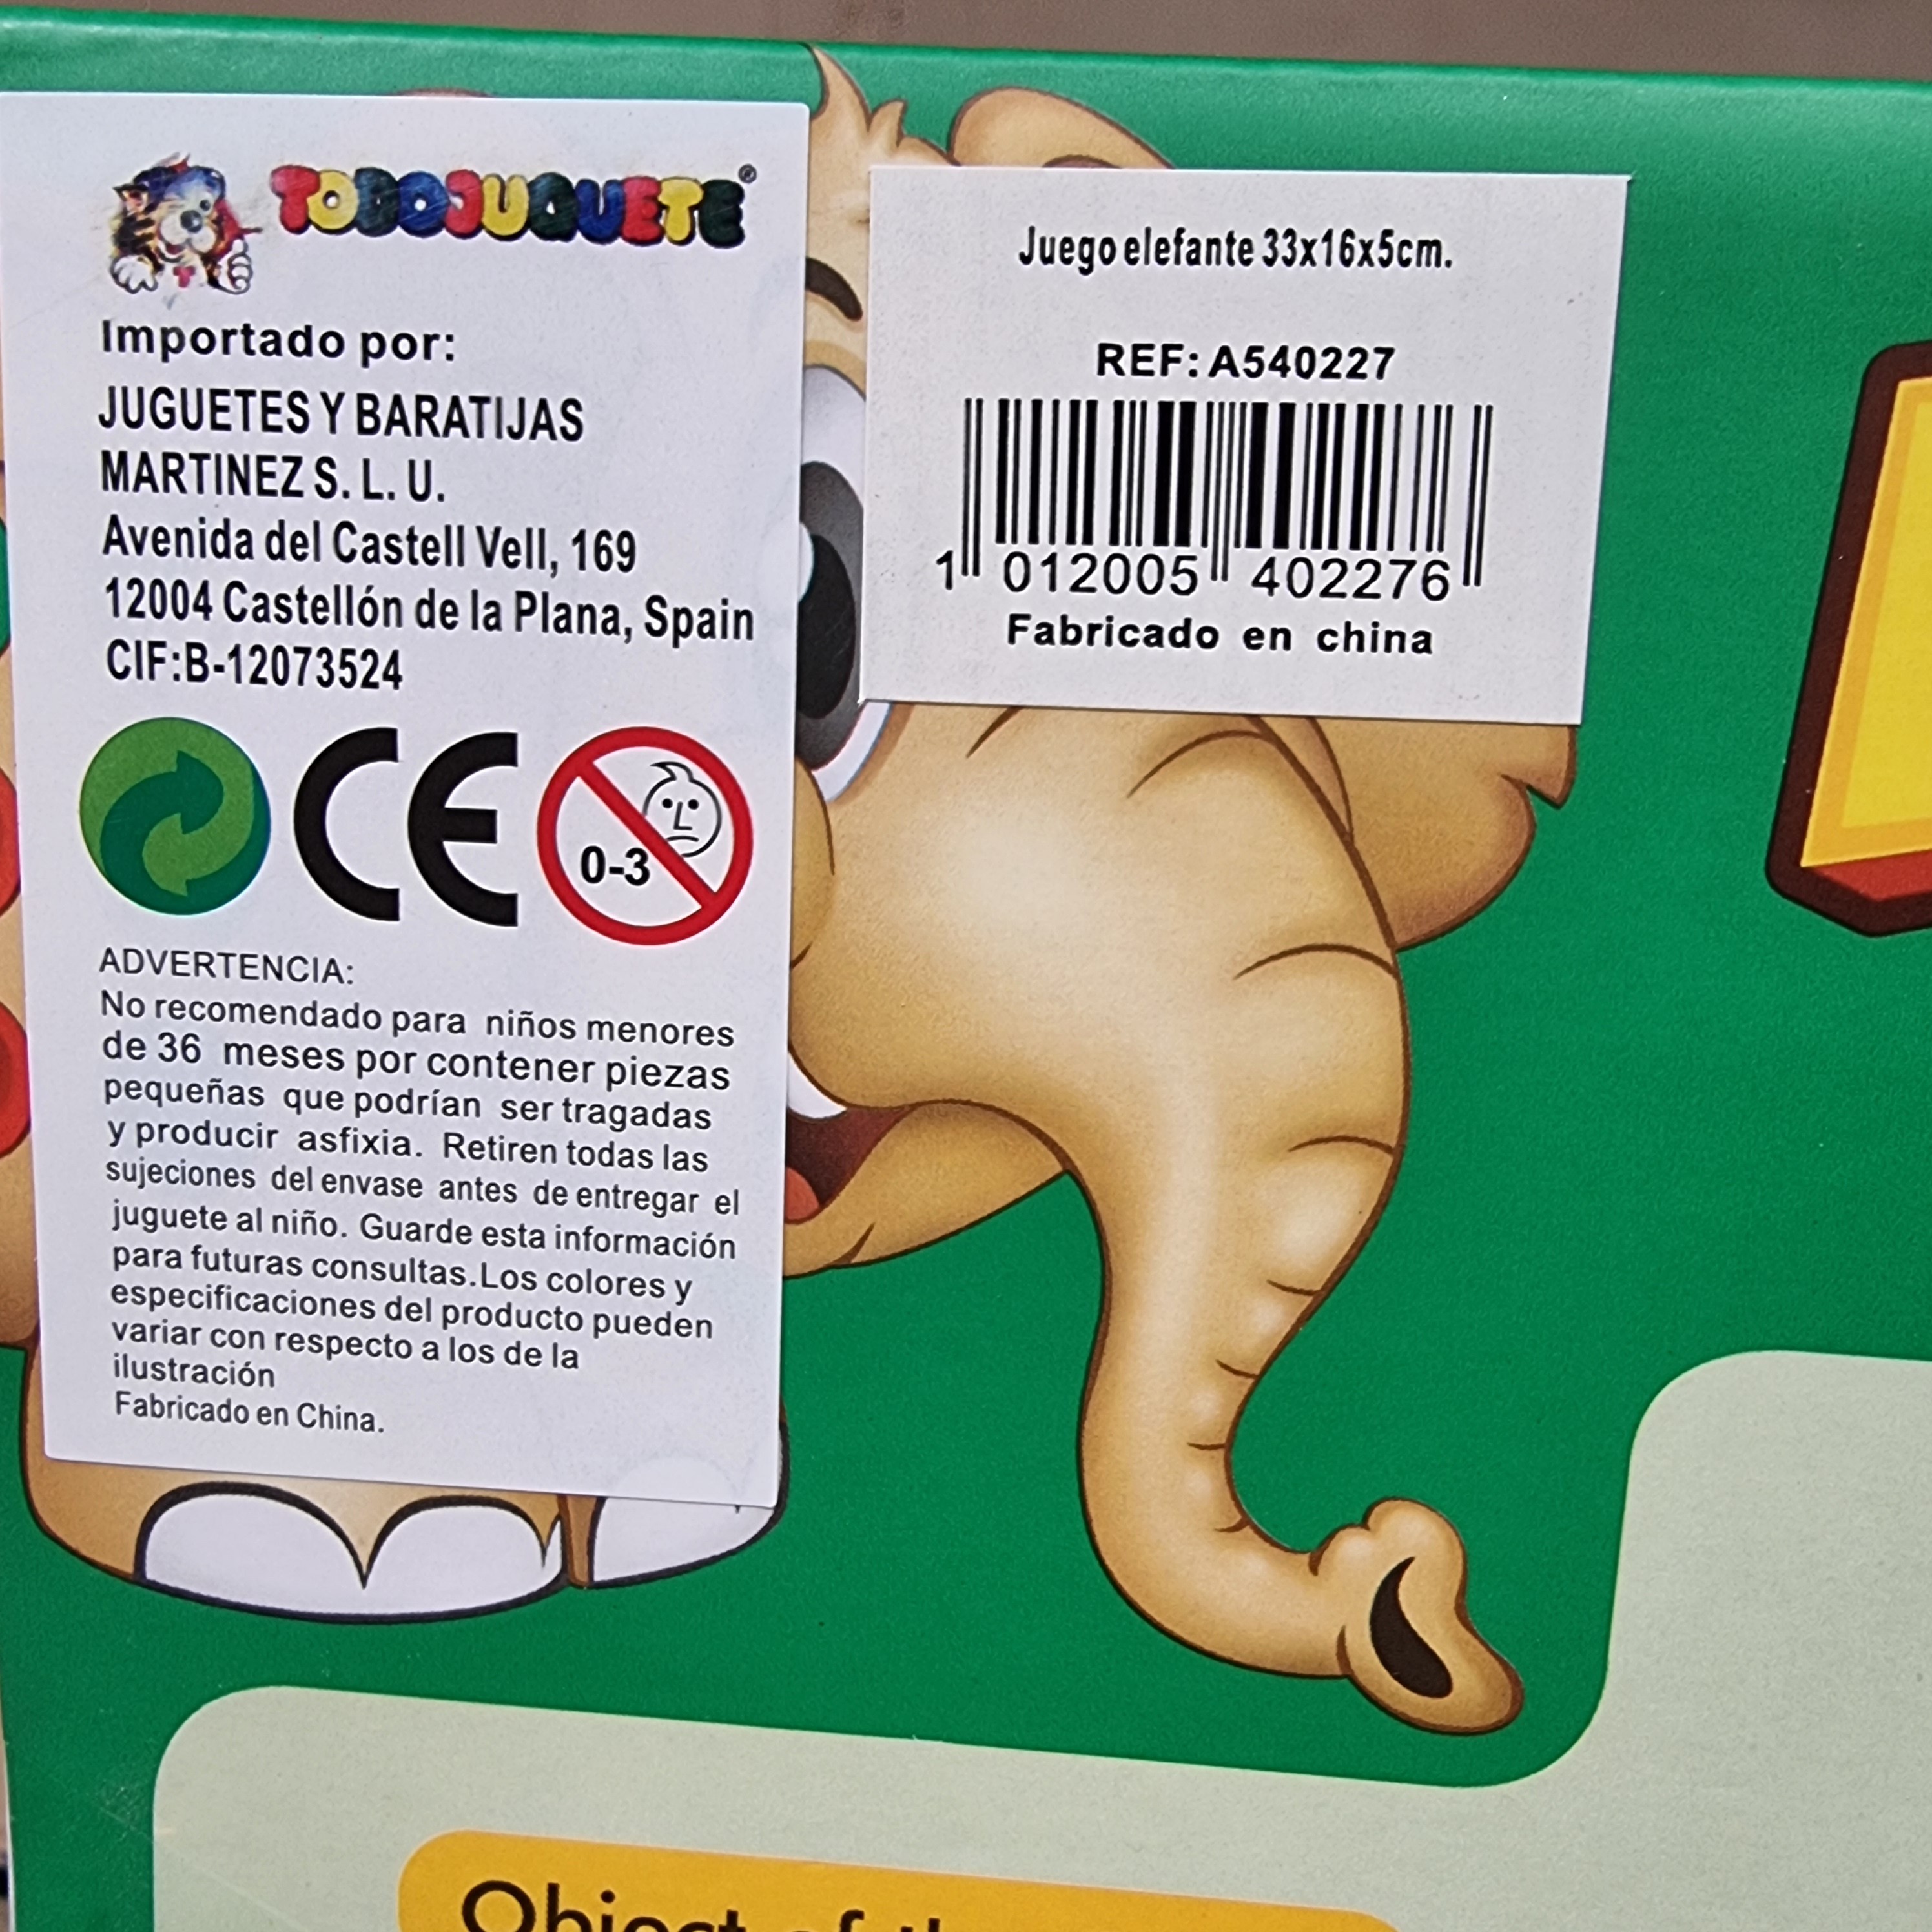 TODOJUGUETE®
Importado por:
JUGUETES Y BARATIJAS
MARTINEZ S. L. U.
Avenida del Castell Vell, 169
12004 Castellón de la Plana, Spain
CIF:B-12073524
CE
0-3
ADVERTENCIA:
No recomendado para niños menores
de 36 meses por contener piezas
pequeñas que podrían ser tragadas
y producir asfixia. Retiren todas las
sujeciones del envase antes de entregar el
juguete al niño. Guarde esta información
para futuras consultas.Los colores y
especificaciones del producto pueden
variar con respecto a los de la
ilustración
Fabricado en China.
Juego elefante 33x16x5cm.
REF: A540227
1 012005 402276
Fabricado en china
Object of